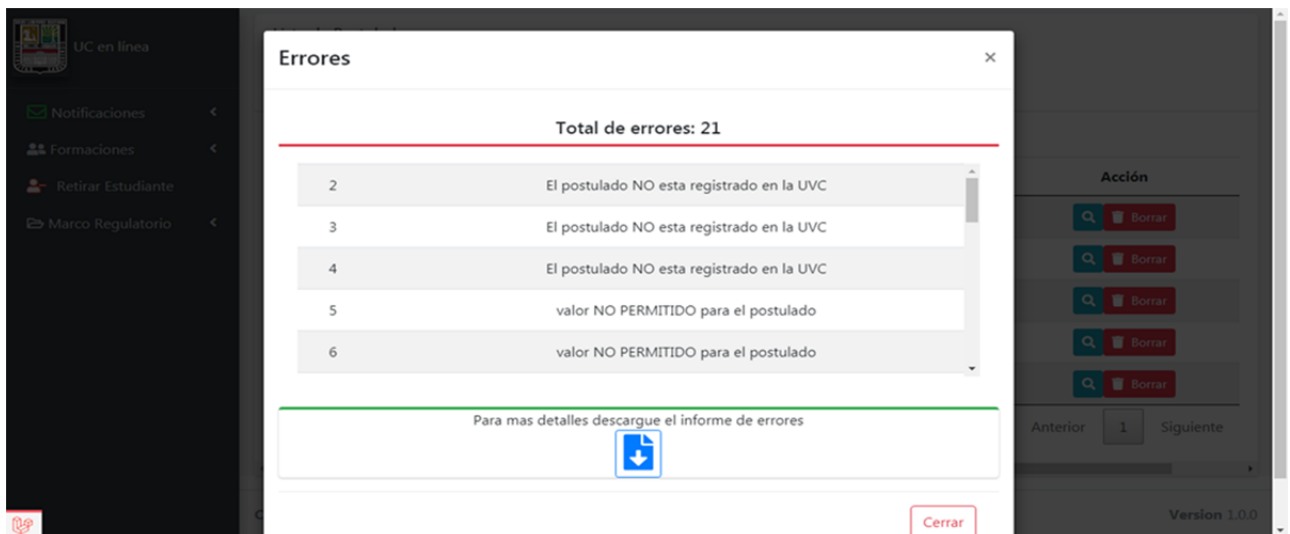 UC en línea
Notificaciones
Formaciones
Retirar Estudiante
Marco Regulatorio
Errores
×
Total de errores: 21
2 El postulado NO esta registrado en la UVC
3 El postulado NO esta registrado en la UVC
4 El postulado NO esta registrado en la UVC
5 valor NO PERMITIDO para el postulado
6 valor NO PERMITIDO para el postulado
Para mas detalles descargue el informe de errores
Cerrar
Acción
Borrar
Borrar
Borrar
Borrar
Borrar
Anterior 1 Siguiente
Version 1.0.0